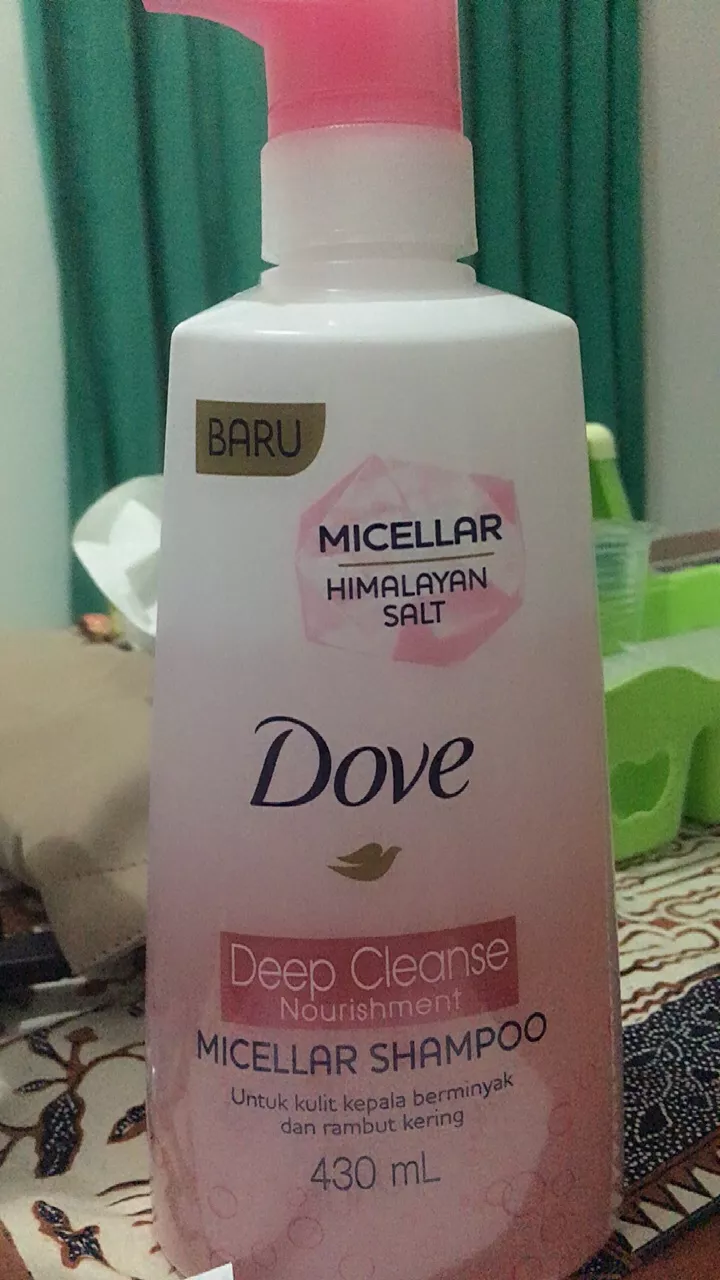 BARU
MICELLAR
HIMALAYAN
SALT
Dove
Deep Cleanse
Nourishment
MICELLAR SHAMPOO
Untuk kulit kepala berminyak
dan rambut kering
430 mL